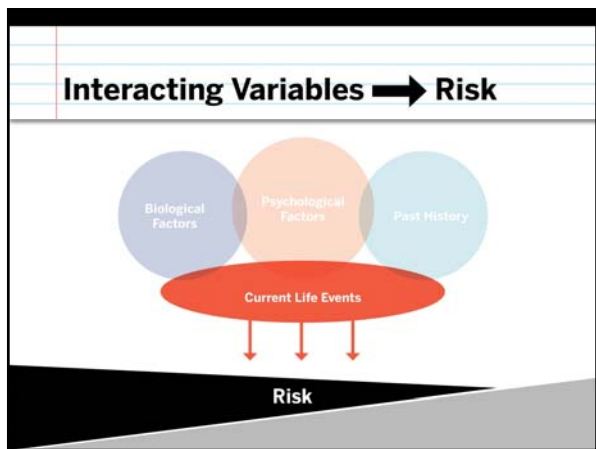 Interacting Variables → Risk
Biological
Factors
Psychological
Factors
Past History
Current Life Events
Risk